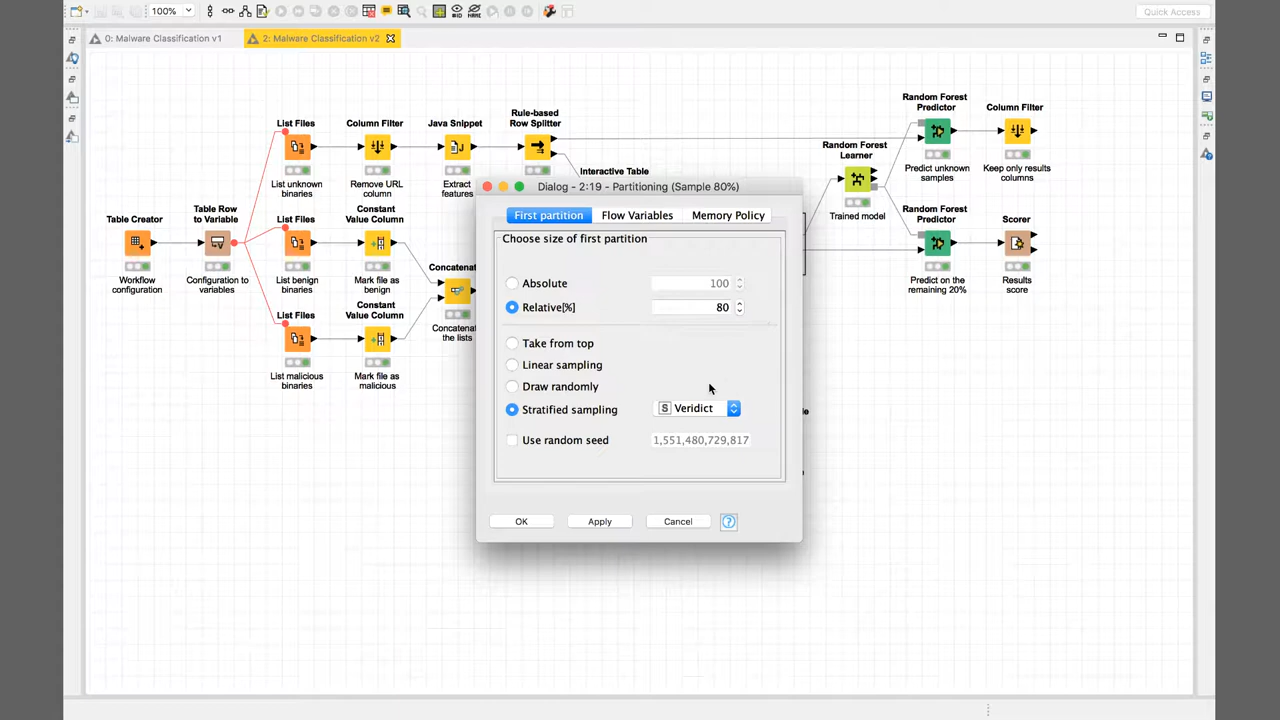 100%
Quick Access
0: Malware Classification v1
2: Malware Classification v2
Random Forest
Predictor
Column Filter
Rule-based
Row Splitter
List Files
Column Filter
Java Snippet
Random Forest
Learner
Interactive Table
List unknown
binaries
Remove URL
column
Extract
features
Predict unknown
samples
Keep only results
columns
Dialog - 2:19 - Partitioning (Sample 80%)
First partition
Flow Variables
Memory Policy
Choose size of first partition
Absolute
100
Relative[%]
80
Take from top
Linear sampling
Draw randomly
Stratified sampling
S Veridict
Use random seed
1,551,480,729,817
OK
Apply
Cancel
?
Table Creator
Table Row
to Variable
List Files
Constant
Value Column
Trained model
Random Forest
Predictor
Scorer
Workflow
configuration
Configuration to
variables
List benign
binaries
Mark file as
benign
Concatenat
Predict on the
remaining 20%
Results
score
List Files
Constant
Value Column
Concatenat
the lists
List malicious
binaries
Mark file as
malicious